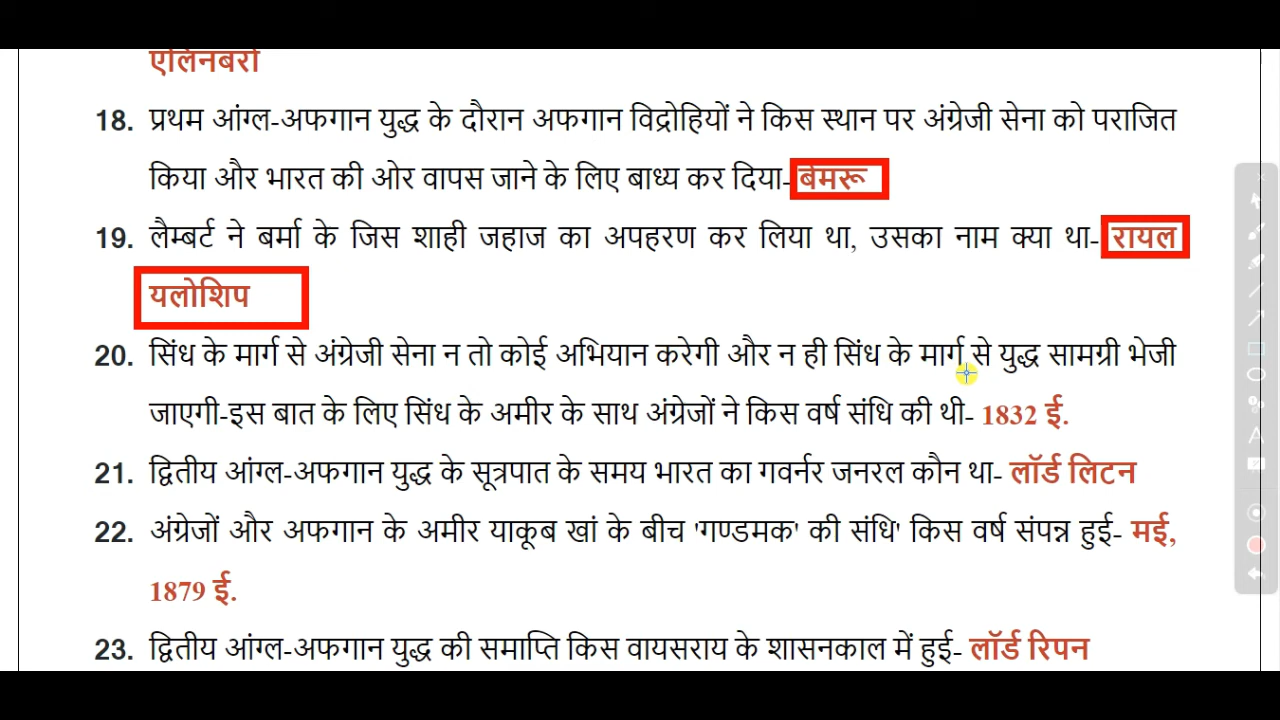 एलिनबरो
18. प्रथम आंग्ल-अफगान युद्ध के दौरान अफगान विद्रोहियों ने किस स्थान पर अंग्रेजी सेना को पराजित
किया और भारत की ओर वापस जाने के लिए बाध्य कर दिया- बेमरू
19. लैम्बर्ट ने बर्मा के जिस शाही जहाज का अपहरण कर लिया था, उसका नाम क्या था- रायल
यलोशिप
20. सिंध के मार्ग से अंग्रेजी सेना न तो कोई अभियान करेगी और न ही सिंध के मार्ग से युद्ध सामग्री भेजी
जाएगी-इस बात के लिए सिंध के अमीर के साथ अंग्रेजों ने किस वर्ष संधि की थी- 1832 ई.
21. द्वितीय आंग्ल-अफगान युद्ध के सूत्रपात के समय भारत का गवर्नर जनरल कौन था- लॉर्ड लिटन
22. अंग्रेजों और अफगान के अमीर याकूब खां के बीच 'गण्डमक' की संधि' किस वर्ष संपन्न हुई- मई,
1879 ई.
23. द्वितीय आंग्ल-अफगान युद्ध की समाप्ति किस वायसराय के शासनकाल में हुई- लॉर्ड रिपन